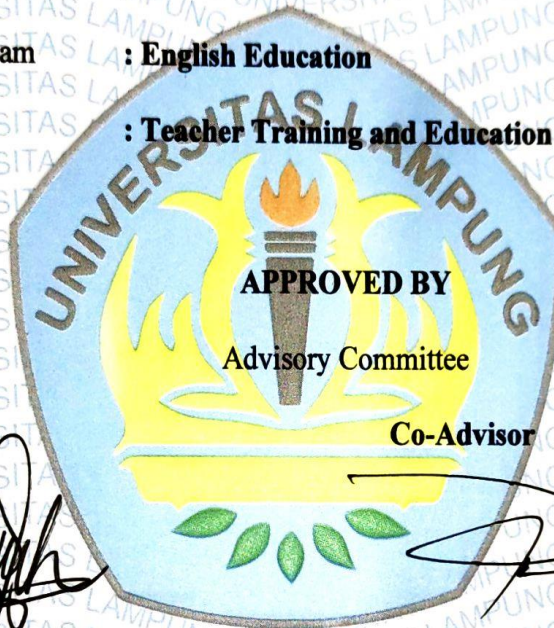 am : English Education
: Teacher Training and Education
UNIVERSITAS LAMPUNG
APPROVED BY
Advisory Committee
Co-Advisor